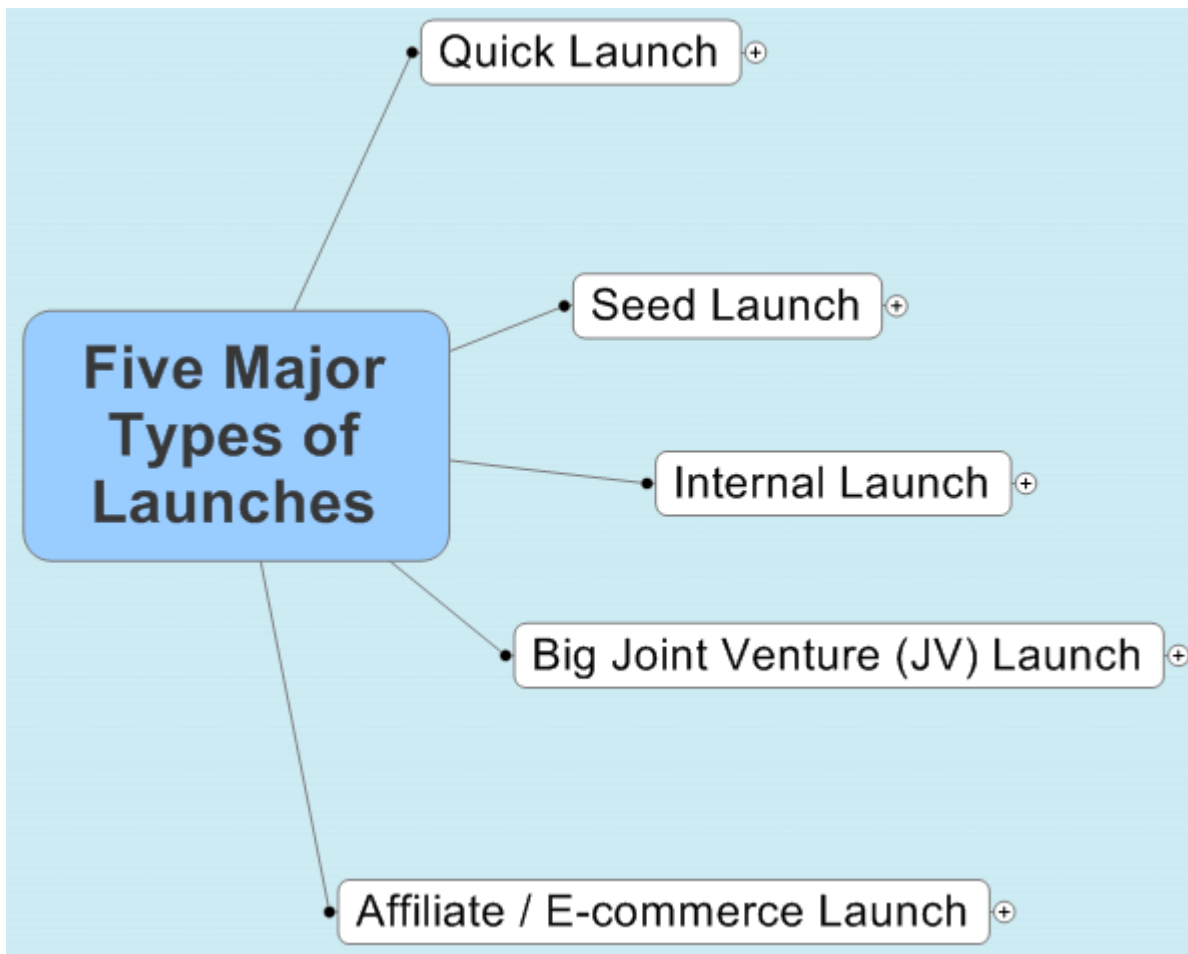 Quick Launch
Seed Launch
Five Major
Types of
Launches
Internal Launch
Big Joint Venture (JV) Launch
Affiliate / E-commerce Launch